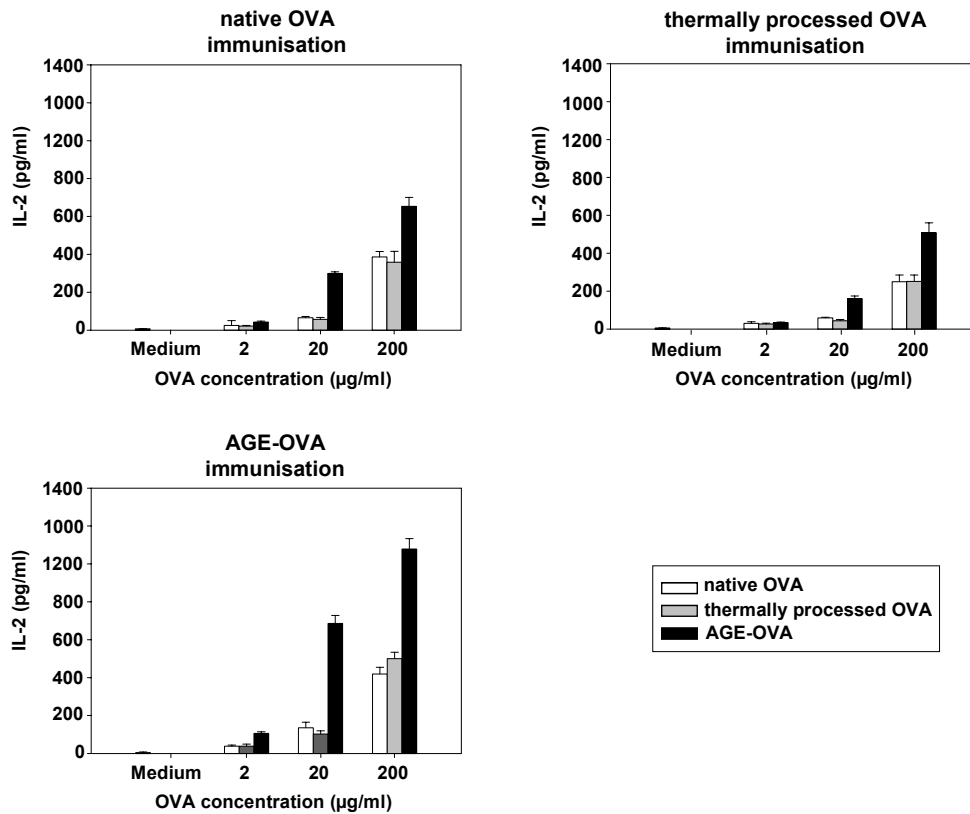 native OVA
immunisation
1400
1000
1200
800
600
400
200
0
IL-2 (pg/ml)
Medium 2 20 200
OVA concentration (µg/ml)
thermally processed OVA
immunisation
1400
1000
1200
800
600
400
200
0
IL-2 (pg/ml)
Medium 2 20 200
OVA concentration (µg/ml)
AGE-OVA
immunisation
1400
1000
1200
800
600
400
200
0
IL-2 (pg/ml)
Medium 2 20 200
OVA concentration (µg/ml)
native OVA
thermally processed OVA
AGE-OVA